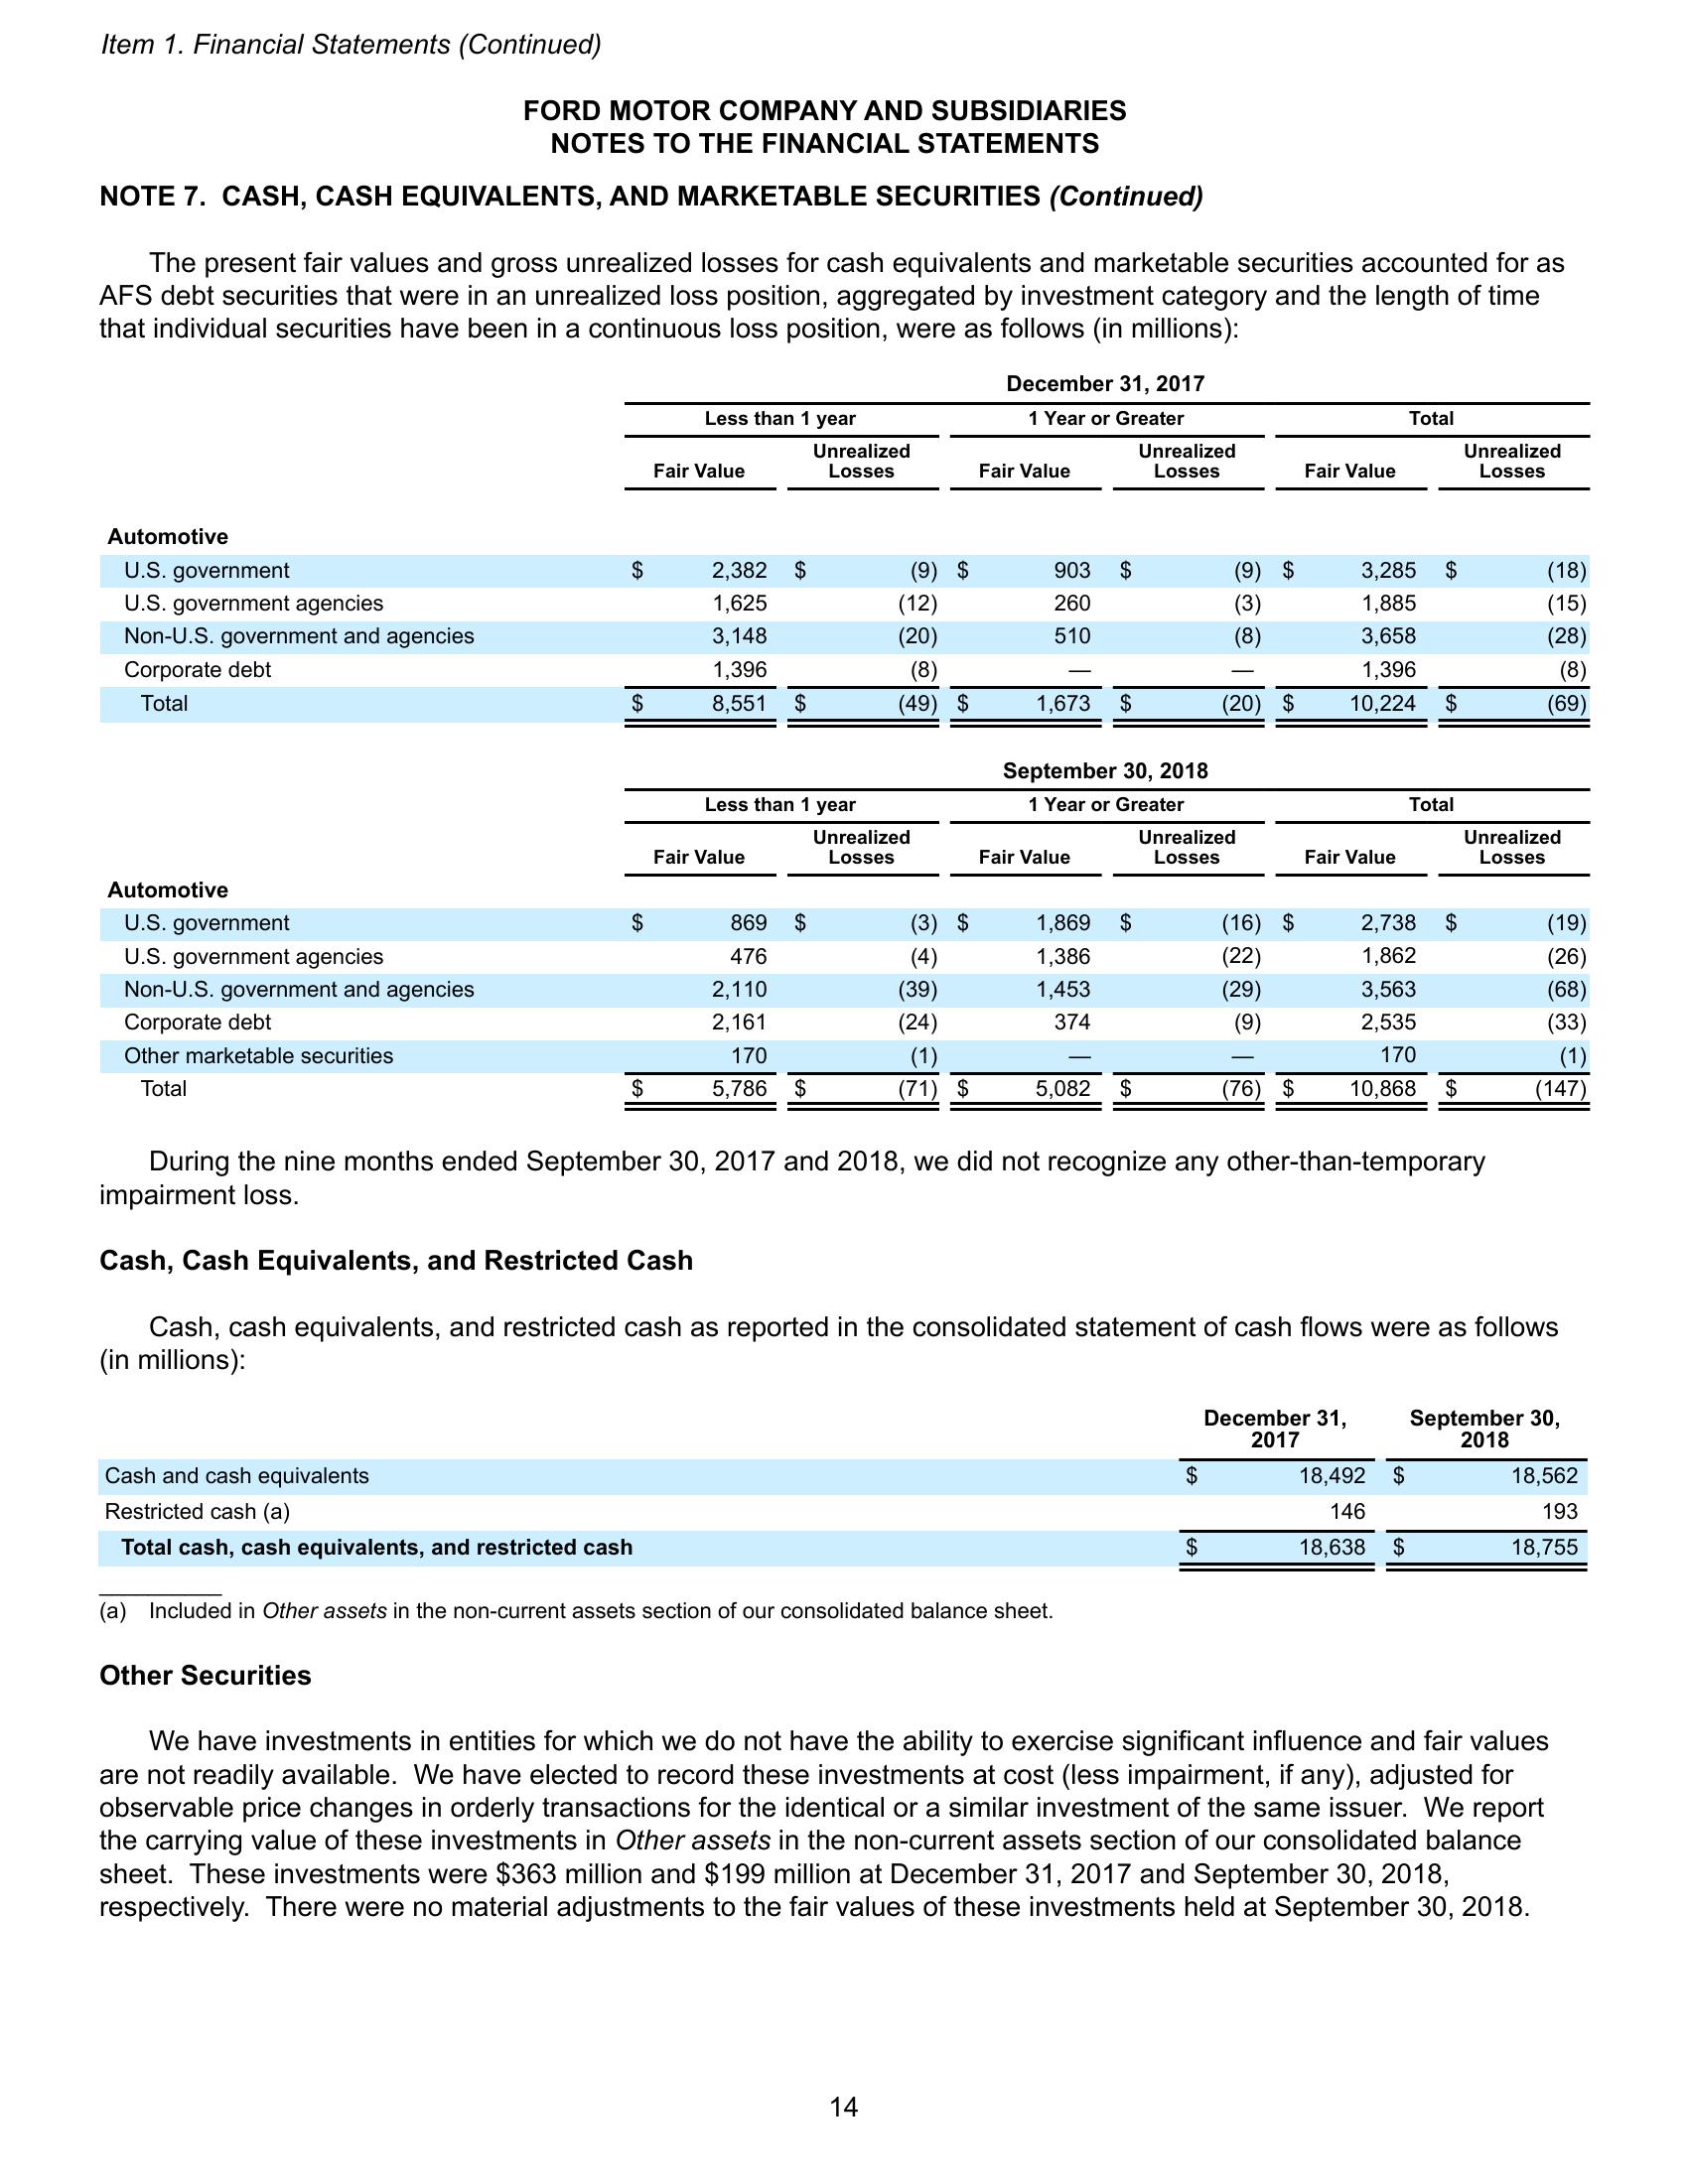 Item 1. Financial Statements (Continued)
FORD MOTOR COMPANY AND SUBSIDIARIES
NOTES TO THE FINANCIAL STATEMENTS
NOTE 7. CASH, CASH EQUIVALENTS, AND MARKETABLE SECURITIES (Continued)
The present fair values and gross unrealized losses for cash equivalents and marketable securities accounted for as
AFS debt securities that were in an unrealized loss position, aggregated by investment category and the length of time
that individual securities have been in a continuous loss position, were as follows (in millions):
December 31, 2017
Less than 1 year 1 Year or Greater Total
Fair Value Unrealized Losses Fair Value Unrealized Losses Fair Value Unrealized Losses
Automotive
U.S. government $ 2,382 $ (9) $ 903 $ (9) $ 3,285 $ (18)
U.S. government agencies 1,625 (12) 260 (3) 1,885 (15)
Non-U.S. government and agencies 3,148 (20) 510 (8) 3,658 (28)
Corporate debt 1,396 (8) — — 1,396 (8)
Total $ 8,551 $ (49) $ 1,673 $ (20) $ 10,224 $ (69)
September 30, 2018
Less than 1 year 1 Year or Greater Total
Fair Value Unrealized Losses Fair Value Unrealized Losses Fair Value Unrealized Losses
Automotive
U.S. government $ 869 $ (3) $ 1,869 $ (16) $ 2,738 $ (19)
U.S. government agencies 476 (4) 1,386 (22) 1,862 (26)
Non-U.S. government and agencies 2,110 (39) 1,453 (29) 3,563 (68)
Corporate debt 2,161 (24) 374 (9) 2,535 (33)
Other marketable securities 170 (1) — — 170 (1)
Total $ 5,786 $ (71) $ 5,082 $ (76) $ 10,868 $ (147)
During the nine months ended September 30, 2017 and 2018, we did not recognize any other-than-temporary
impairment loss.
Cash, Cash Equivalents, and Restricted Cash
Cash, cash equivalents, and restricted cash as reported in the consolidated statement of cash flows were as follows
(in millions):
December 31, 2017 September 30, 2018
Cash and cash equivalents $ 18,492 $ 18,562
Restricted cash (a) 146 193
Total cash, cash equivalents, and restricted cash $ 18,638 $ 18,755
(a) Included in Other assets in the non-current assets section of our consolidated balance sheet.
Other Securities
We have investments in entities for which we do not have the ability to exercise significant influence and fair values
are not readily available. We have elected to record these investments at cost (less impairment, if any), adjusted for
observable price changes in orderly transactions for the identical or a similar investment of the same issuer. We report
the carrying value of these investments in Other assets in the non-current assets section of our consolidated balance
sheet. These investments were $363 million and $199 million at December 31, 2017 and September 30, 2018,
respectively. There were no material adjustments to the fair values of these investments held at September 30, 2018.
14